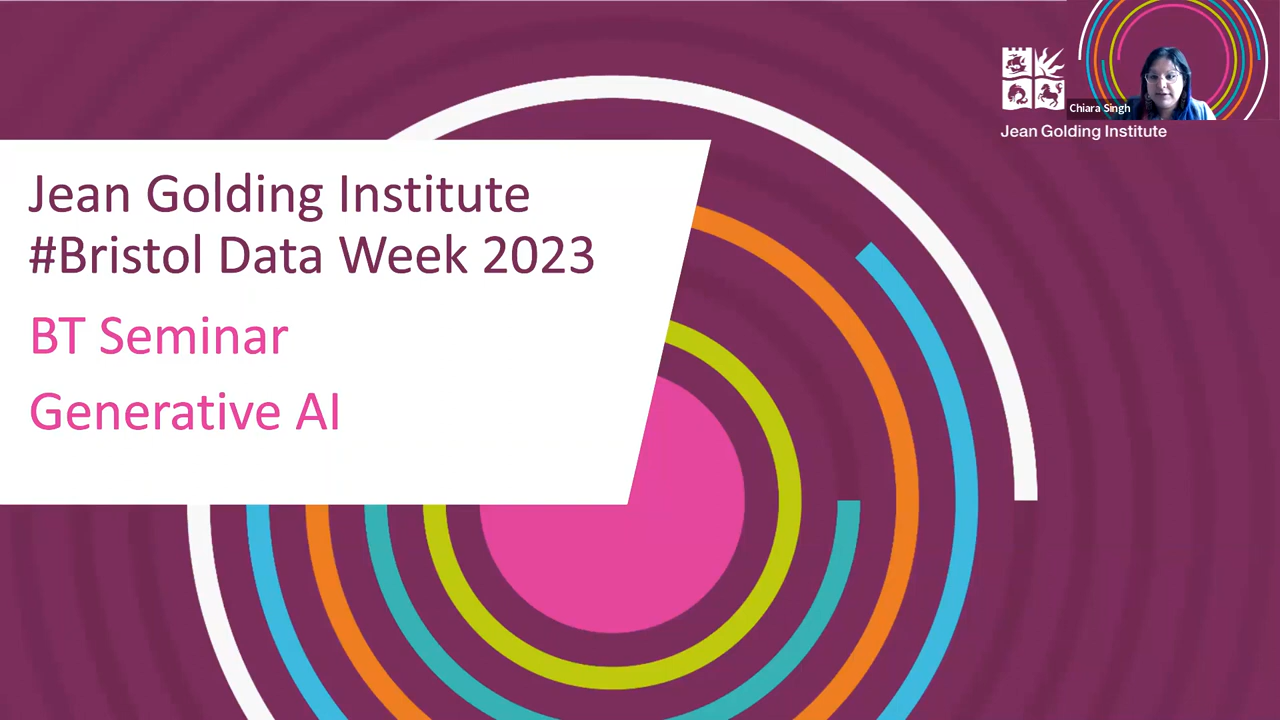 Jean Golding Institute
#Bristol Data Week 2023
BT Seminar
Generative AI
Chiara Singh
Jean Golding Institute